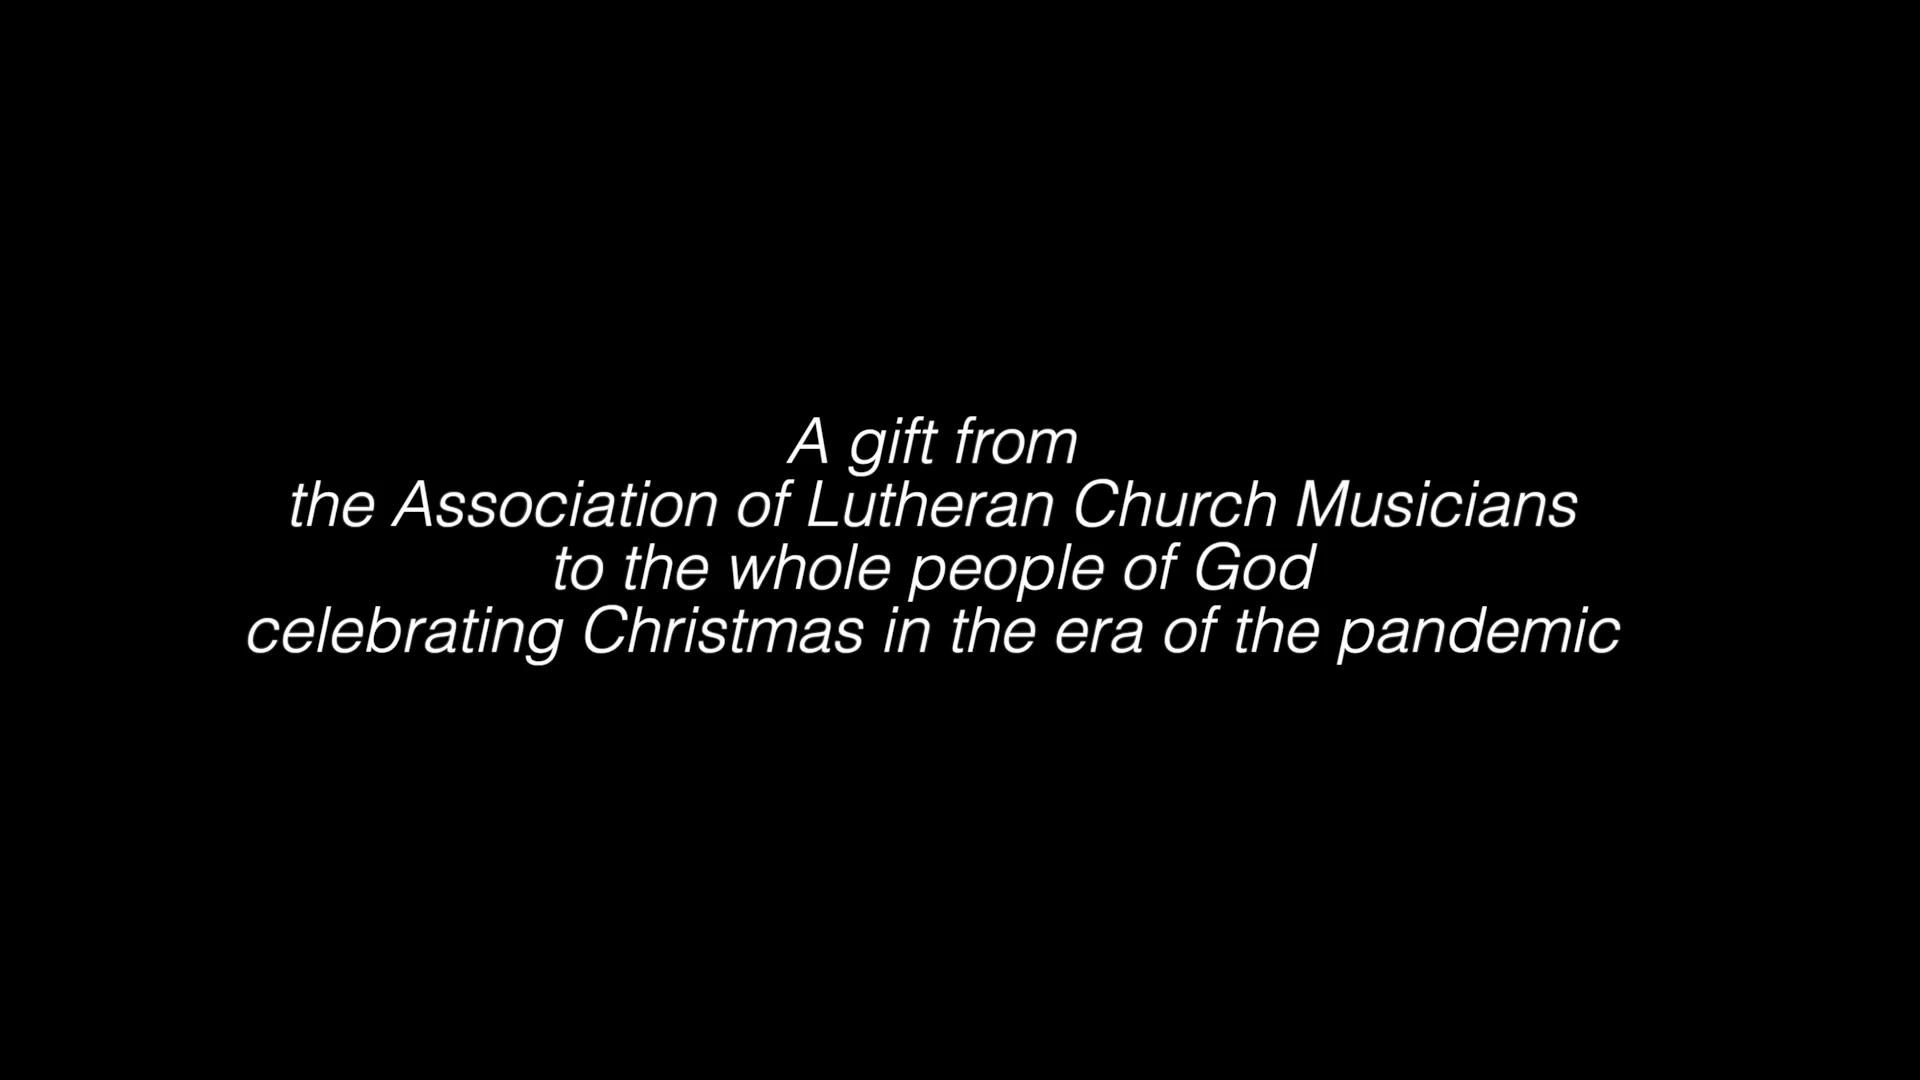 A gift from
the Association of Lutheran Church Musicians
to the whole people of God
celebrating Christmas in the era of the pandemic